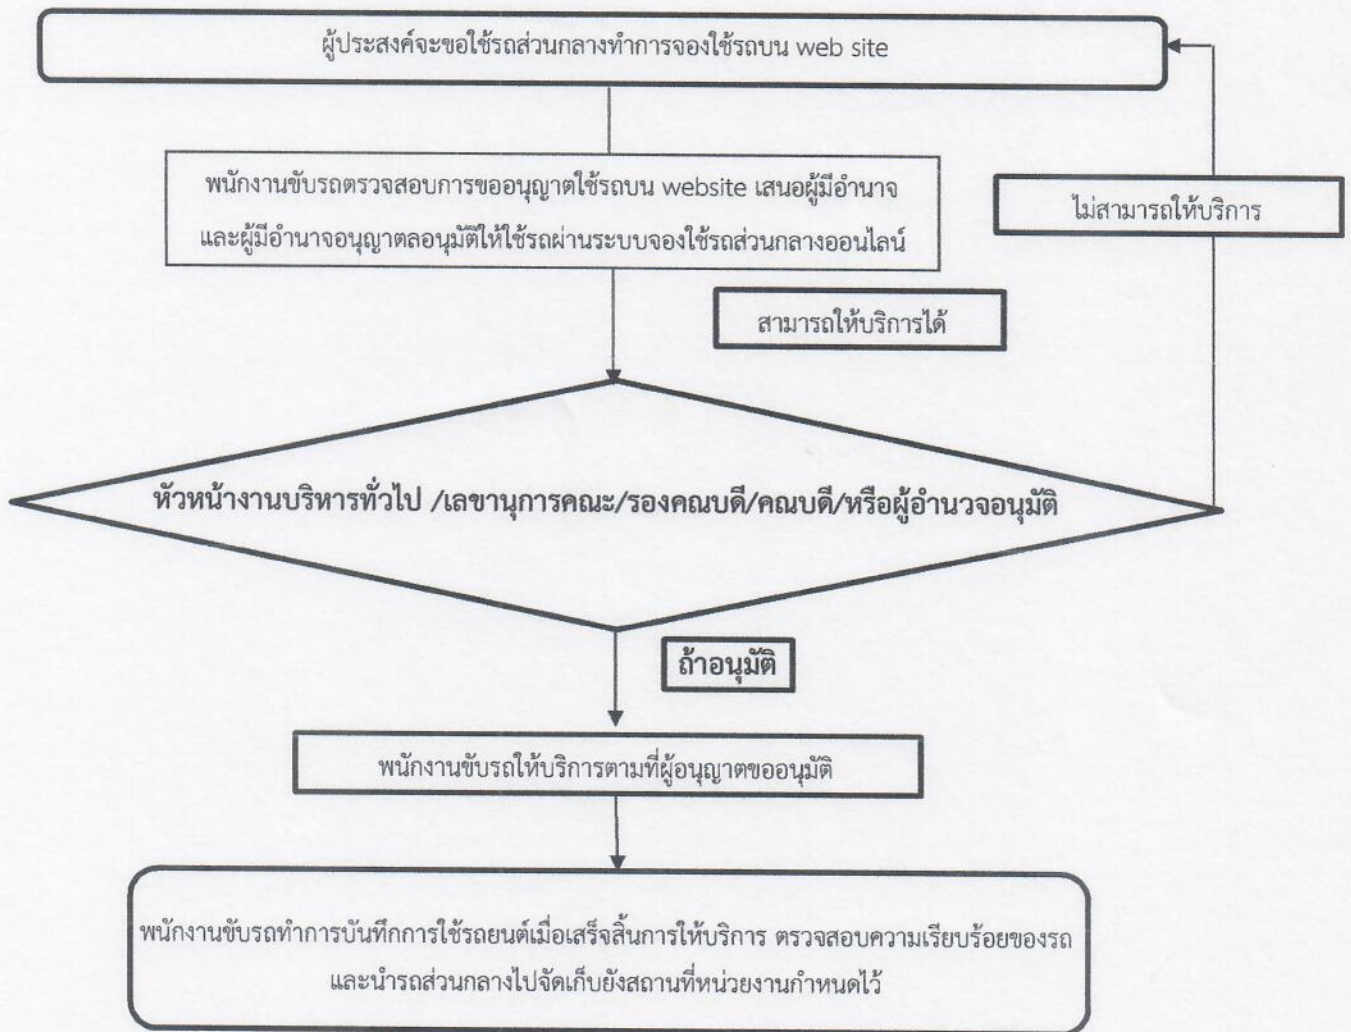 ผู้ประสงค์จะขอใช้รถส่วนกลางทำการจองใช้รถบน web site
พนักงานขับรถตรวจสอบการขออนุญาตใช้รถบน website เสนอผู้มีอำนาจ
และผู้มีอำนาจอนุญาตลอนุมัติให้ใช้รถผ่านระบบจองใช้รถส่วนกลางออนไลน์
ไม่สามารถให้บริการ
สามารถให้บริการได้
หัวหน้างานบริหารทั่วไป /เลขานุการคณะ/รองคณบดี/คณบดี/หรือผู้อำนวจอนุมัติ
ถ้าอนุมัติ
พนักงานขับรถให้บริการตามที่ผู้อนุญาตขออนุมัติ
พนักงานขับรถทำการบันทึกการใช้รถยนต์เมื่อเสร็จสิ้นการให้บริการ ตรวจสอบความเรียบร้อยของรถ
และนำรถส่วนกลางไปจัดเก็บยังสถานที่หน่วยงานกำหนดไว้